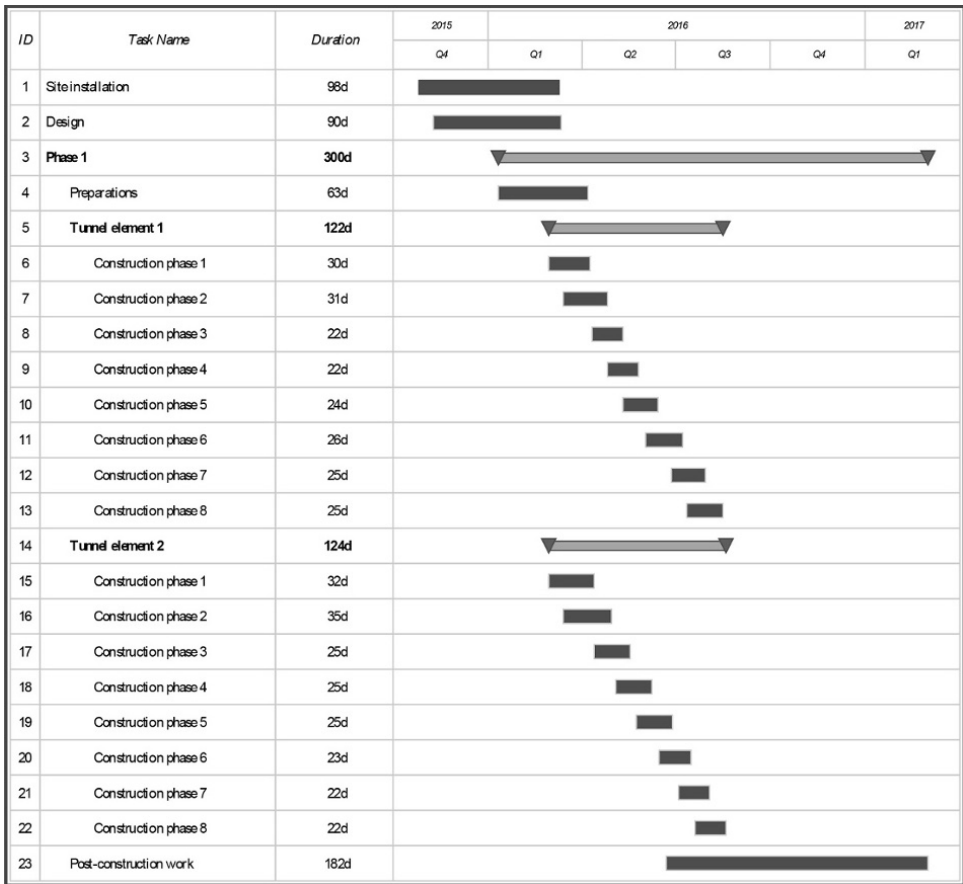 ID Task Name Duration 2015 2016 2017
Q4 Q1 Q2 Q3 Q4 Q1
1 Site installation 98d
2 Design 90d
3 Phase 1 300d
4 Preparations 63d
5 Tunnel element 1 122d
6 Construction phase 1 30d
7 Construction phase 2 31d
8 Construction phase 3 22d
9 Construction phase 4 22d
10 Construction phase 5 24d
11 Construction phase 6 26d
12 Construction phase 7 25d
13 Construction phase 8 25d
14 Tunnel element 2 124d
15 Construction phase 1 32d
16 Construction phase 2 35d
17 Construction phase 3 25d
18 Construction phase 4 25d
19 Construction phase 5 25d
20 Construction phase 6 23d
21 Construction phase 7 22d
22 Construction phase 8 22d
23 Post-construction work 182d